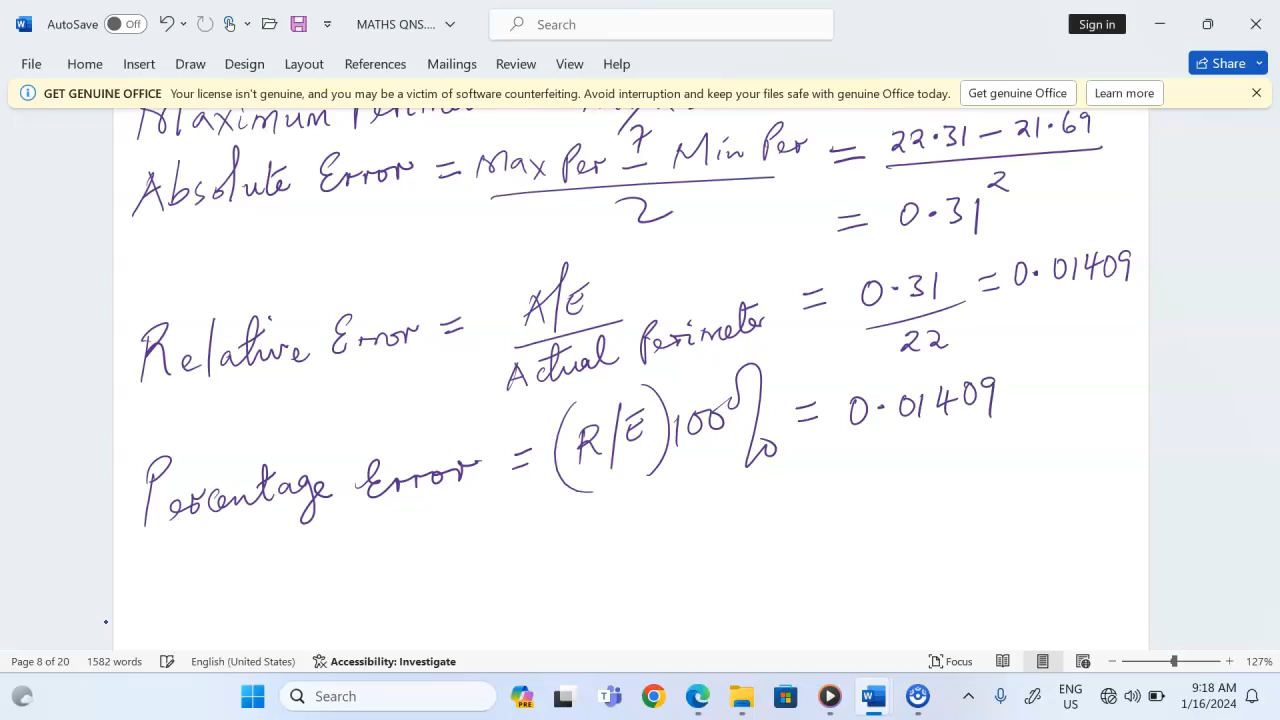 AutoSave Off MATHS QNS.... Search Sign in
File Home Insert Draw Design Layout References Mailings Review View Help Share
GET GENUINE OFFICE Your license isn't genuine, and you may be a victim of software counterfeiting. Avoid interruption and keep your files safe with genuine Office today. Get genuine Office Learn more
Maximum
Absolute Error = Max Per - Min Per / 2 = 22.31 - 21.69 / 2
= 0.31
Relative Error = A/E / Actual Perimeter = 0.31 / 22 = 0.01409
Percentage Error = (R/E) 100% = 0.01409
Page 8 of 20 1582 words English (United States) Accessibility: Investigate Focus 127%
Search PRE ENG US 9:18 AM 1/16/2024